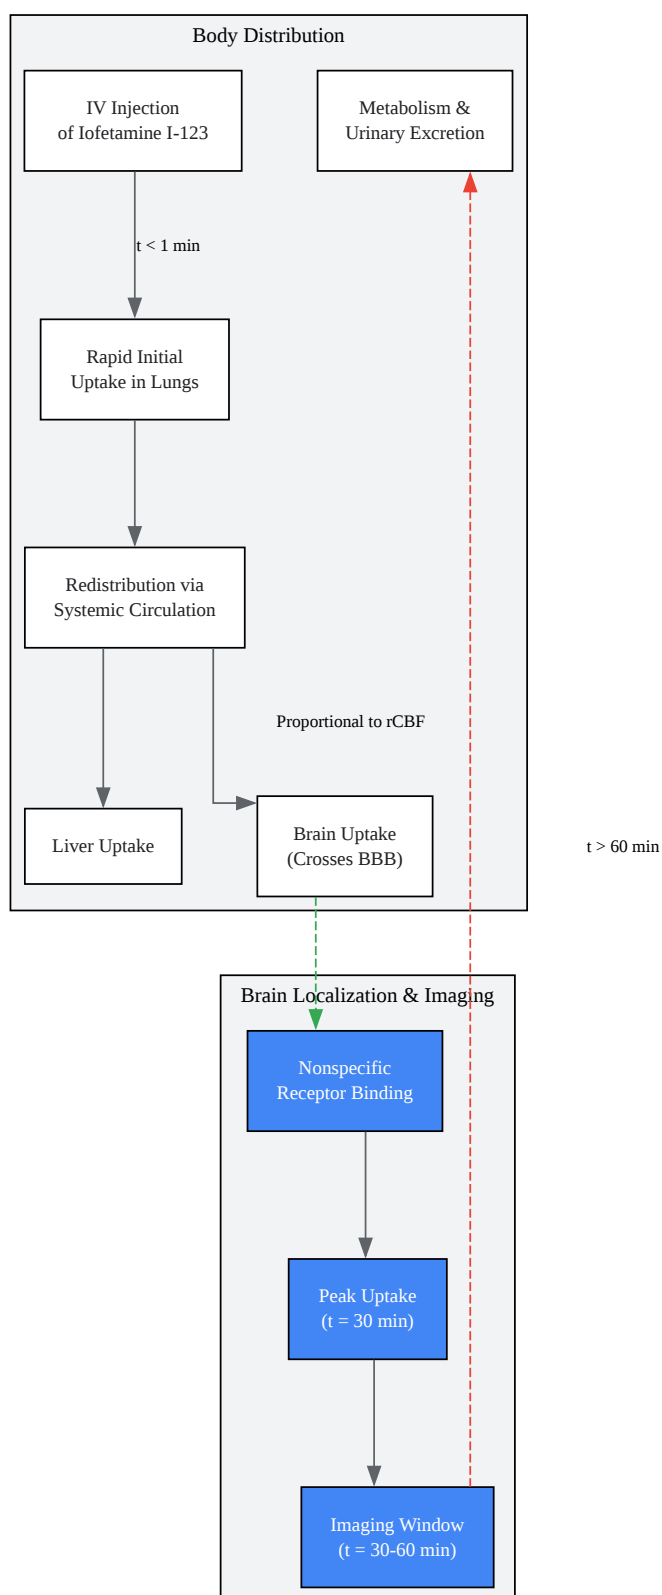 Body Distribution
IV Injection
of Iofetamine I-123
Metabolism &
Urinary Excretion
t < 1 min
Rapid Initial
Uptake in Lungs
Redistribution via
Systemic Circulation
Proportional to rCBF
Liver Uptake
Brain Uptake
(Crosses BBB)
t > 60 min
Brain Localization & Imaging
Nonspecific
Receptor Binding
Peak Uptake
(t = 30 min)
Imaging Window
(t = 30-60 min)